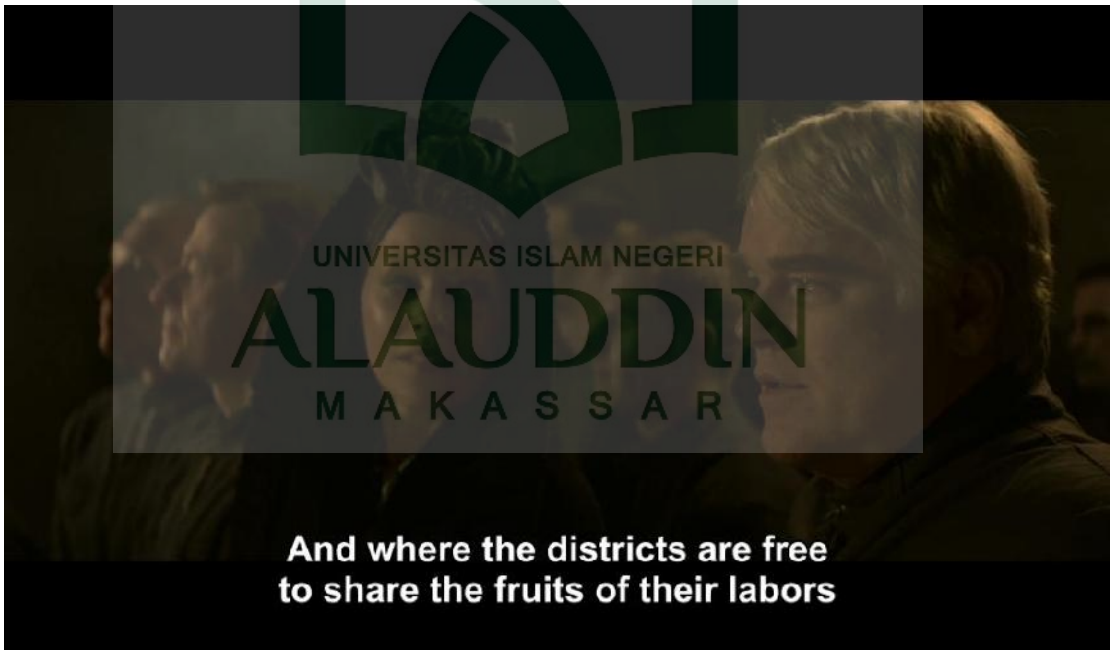 UNIVERSITAS ISLAM NEGERI
ALAUDDIN
MAKASSAR
And where the districts are free
to share the fruits of their labors